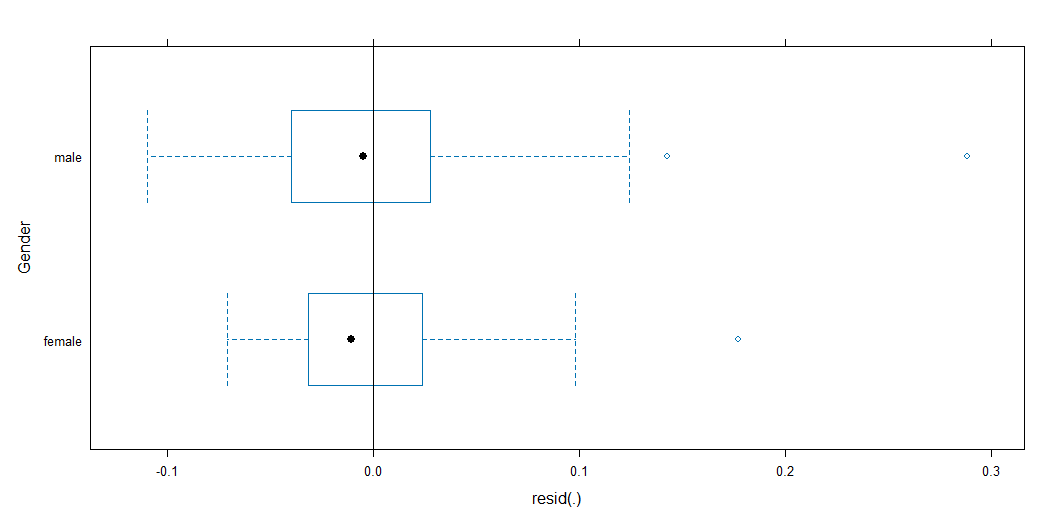 male
Gender
female
-0.1 0.0 0.1 0.2 0.3
resid(.)